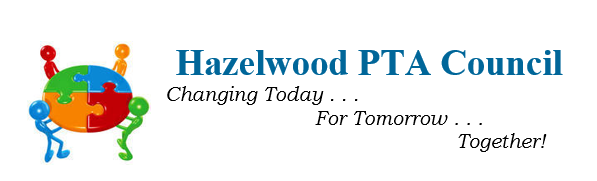 Hazelwood PTA Council
Changing Today . . .
For Tomorrow . . .
Together!